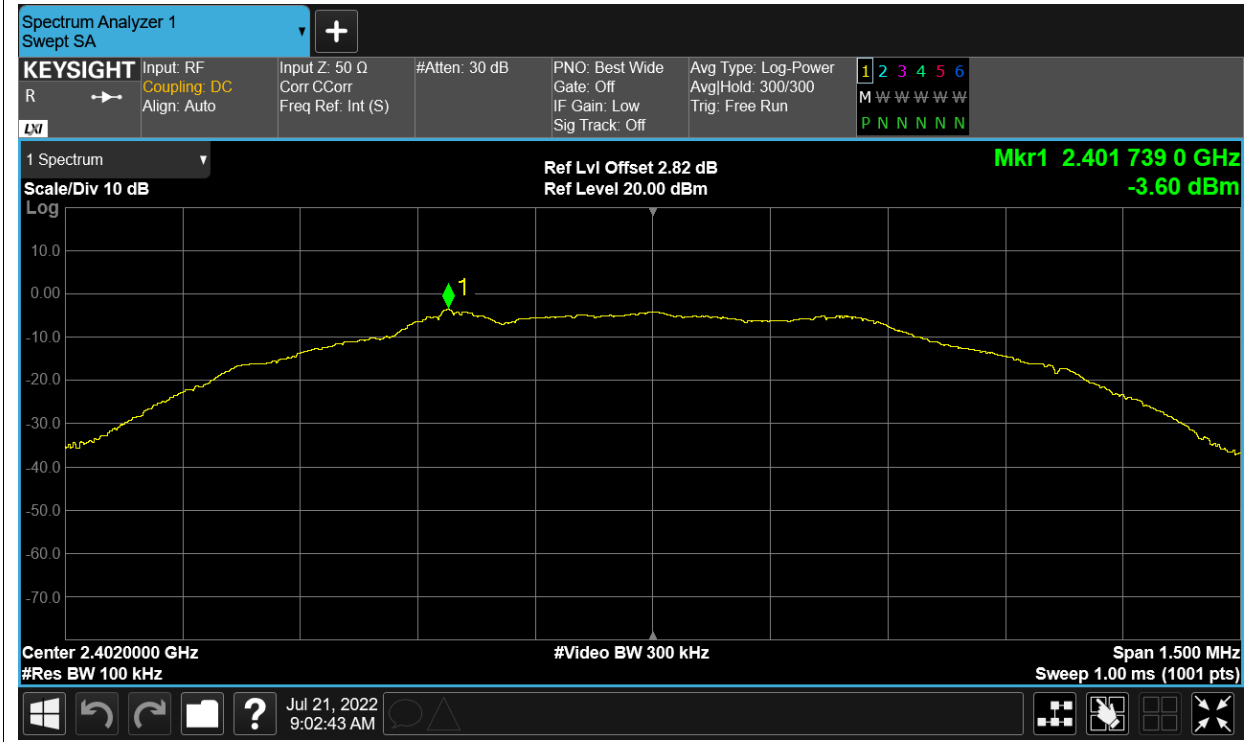 Spectrum Analyzer 1
Swept SA
KEYSIGHT
R
LXI
Input: RF
Coupling: DC
Align: Auto
Input Z: 50 Ω
Corr CCorr
Freq Ref: Int (S)
#Atten: 30 dB
PNO: Best Wide
Gate: Off
IF Gain: Low
Sig Track: Off
Avg Type: Log-Power
Avg|Hold: 300/300
Trig: Free Run
1 2 3 4 5 6
M W W W W W
P N N N N N
1 Spectrum
Scale/Div 10 dB
Log
Ref Lvl Offset 2.82 dB
Ref Level 20.00 dBm
Mkr1 2.401 739 0 GHz
-3.60 dBm
10.0
0.00
-10.0
-20.0
-30.0
-40.0
-50.0
-60.0
-70.0
1
Center 2.4020000 GHz
#Res BW 100 kHz
#Video BW 300 kHz
Span 1.500 MHz
Sweep 1.00 ms (1001 pts)
?
Jul 21, 2022
9:02:43 AM